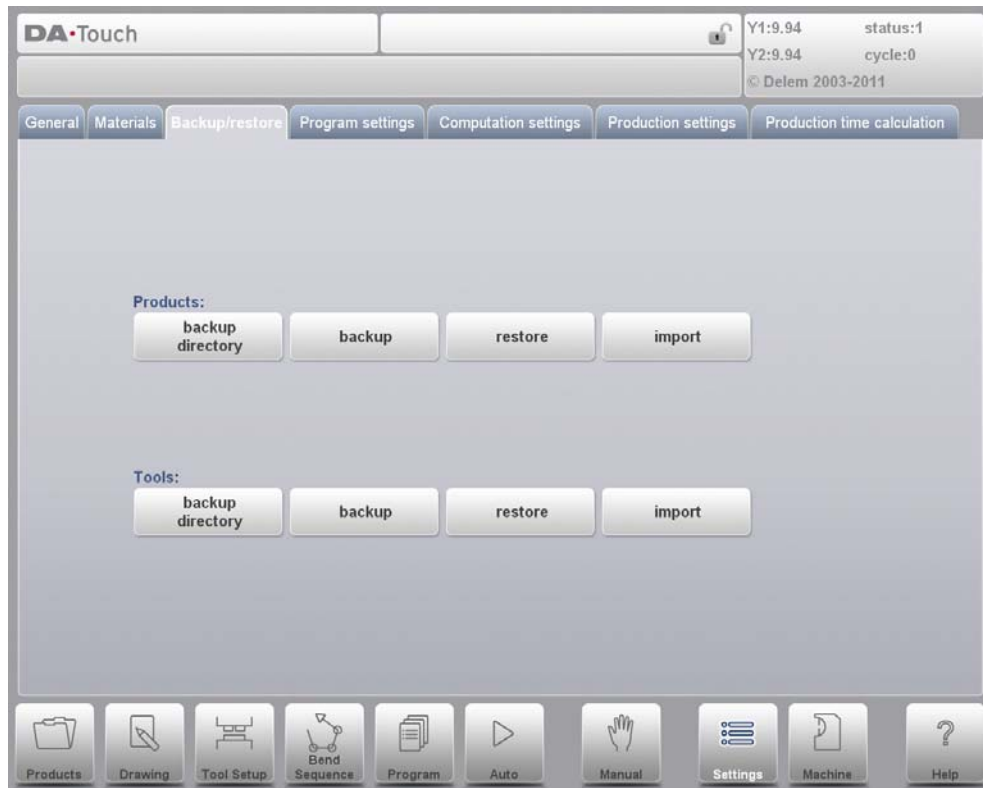 DA•Touch
Y1:9.94 status:1
Y2:9.94 cycle:0
© Delem 2003-2011
General Materials Backup/restore Program settings Computation settings Production settings Production time calculation
Products:
backup directory backup restore import
Tools:
backup directory backup restore import
Products Drawing Tool Setup Bend Sequence Program Auto Manual Settings Machine Help
?